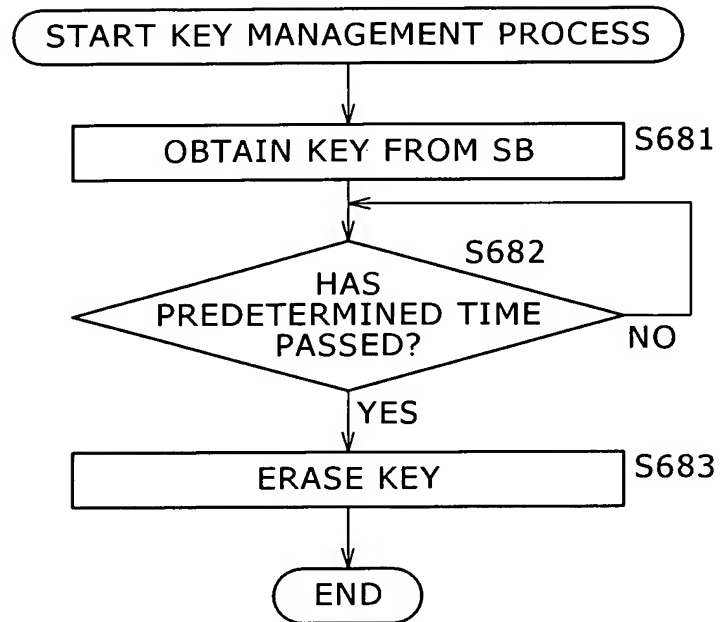 START KEY MANAGEMENT PROCESS
OBTAIN KEY FROM SB
S681
S682
HAS
PREDETERMINED TIME
PASSED?
NO
YES
ERASE KEY
S683
END